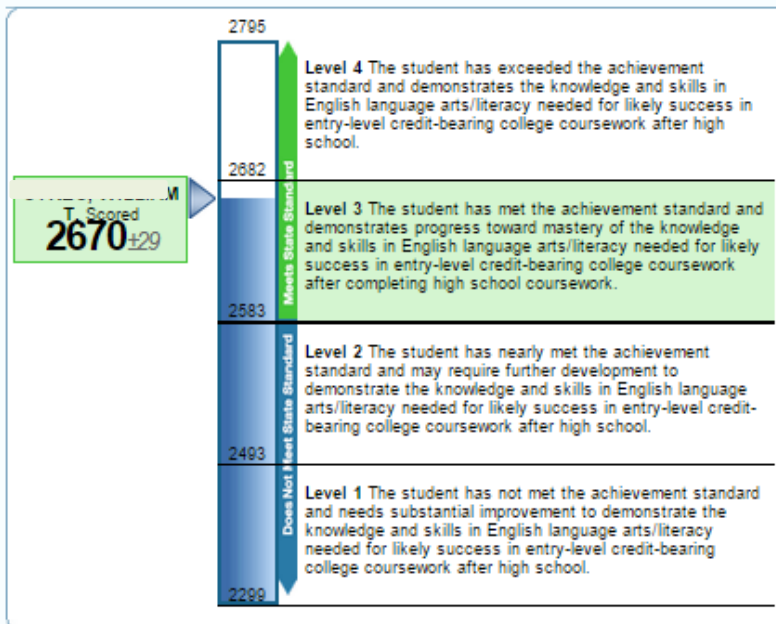 2795
Level 4 The student has exceeded the achievement
standard and demonstrates the knowledge and skills in
English language arts/literacy needed for likely success in
entry-level credit-bearing college coursework after high
school.
2682
T. Scored
2670±29
Meets State Standard
Level 3 The student has met the achievement standard and
demonstrates progress toward mastery of the knowledge
and skills in English language arts/literacy needed for likely
success in entry-level credit-bearing college coursework
after completing high school coursework.
2583
Level 2 The student has nearly met the achievement
standard and may require further development to
demonstrate the knowledge and skills in English language
arts/literacy needed for likely success in entry-level credit-
bearing college coursework after high school.
Does Not Meet State Standard
2493
Level 1 The student has not met the achievement standard
and needs substantial improvement to demonstrate the
knowledge and skills in English language arts/literacy
needed for likely success in entry-level credit-bearing
college coursework after high school.
2299